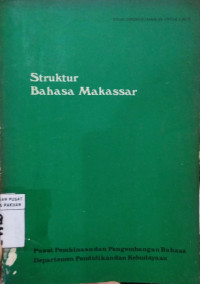 Struktur
Bahasa Makassar
Pusat Pembinaan dan Pengembangan Bahasa
Departemen Pendidikan dan Kebudayaan